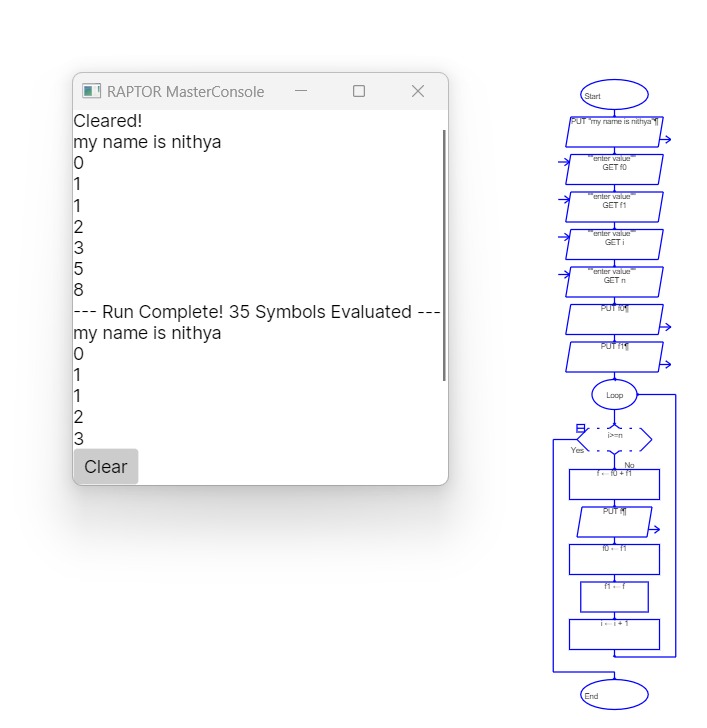 RAPTOR MasterConsole
Cleared!
my name is nithya
0
1
1
2
3
5
8
--- Run Complete! 35 Symbols Evaluated ---
my name is nithya
0
1
1
2
3
Clear
Start
PUT "my name is nithya"¶
""enter value""
GET f0
""enter value""
GET f1
""enter value""
GET i
""enter value""
GET n
PUT f0¶
PUT f1¶
Loop
i>=n
Yes
No
f ← f0 + f1
PUT f¶
f0 ← f1
f1 ← f
i ← i + 1
End